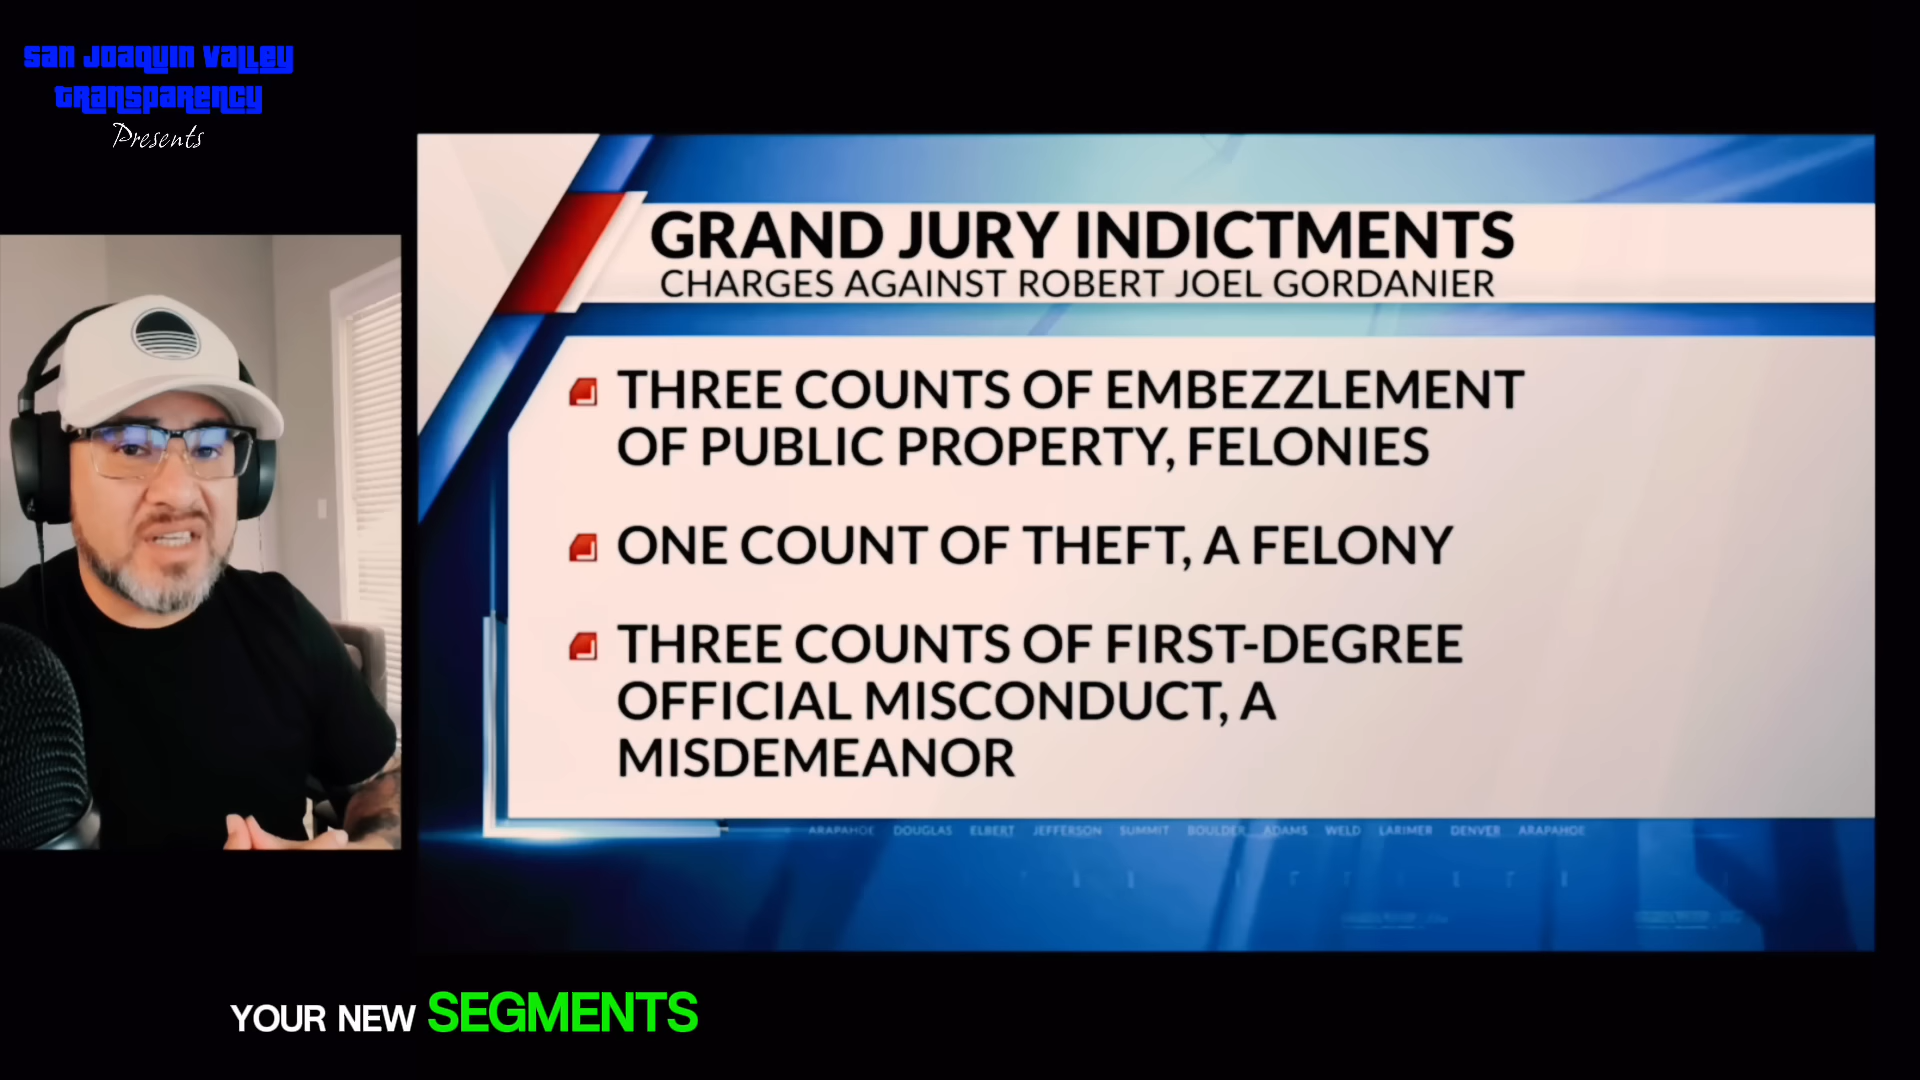 San Joaquin Valley
Transparency
Presents
GRAND JURY INDICTMENTS
CHARGES AGAINST ROBERT JOEL GORDANIER
THREE COUNTS OF EMBEZZLEMENT
OF PUBLIC PROPERTY, FELONIES
ONE COUNT OF THEFT, A FELONY
THREE COUNTS OF FIRST-DEGREE
OFFICIAL MISCONDUCT, A
MISDEMEANOR
ARAPAHOE DOUGLAS ELBERT JEFFERSON SUMMIT BOULDER ADAMS WELD LARIMER DENVER ARAPAHOE
YOUR NEW SEGMENTS